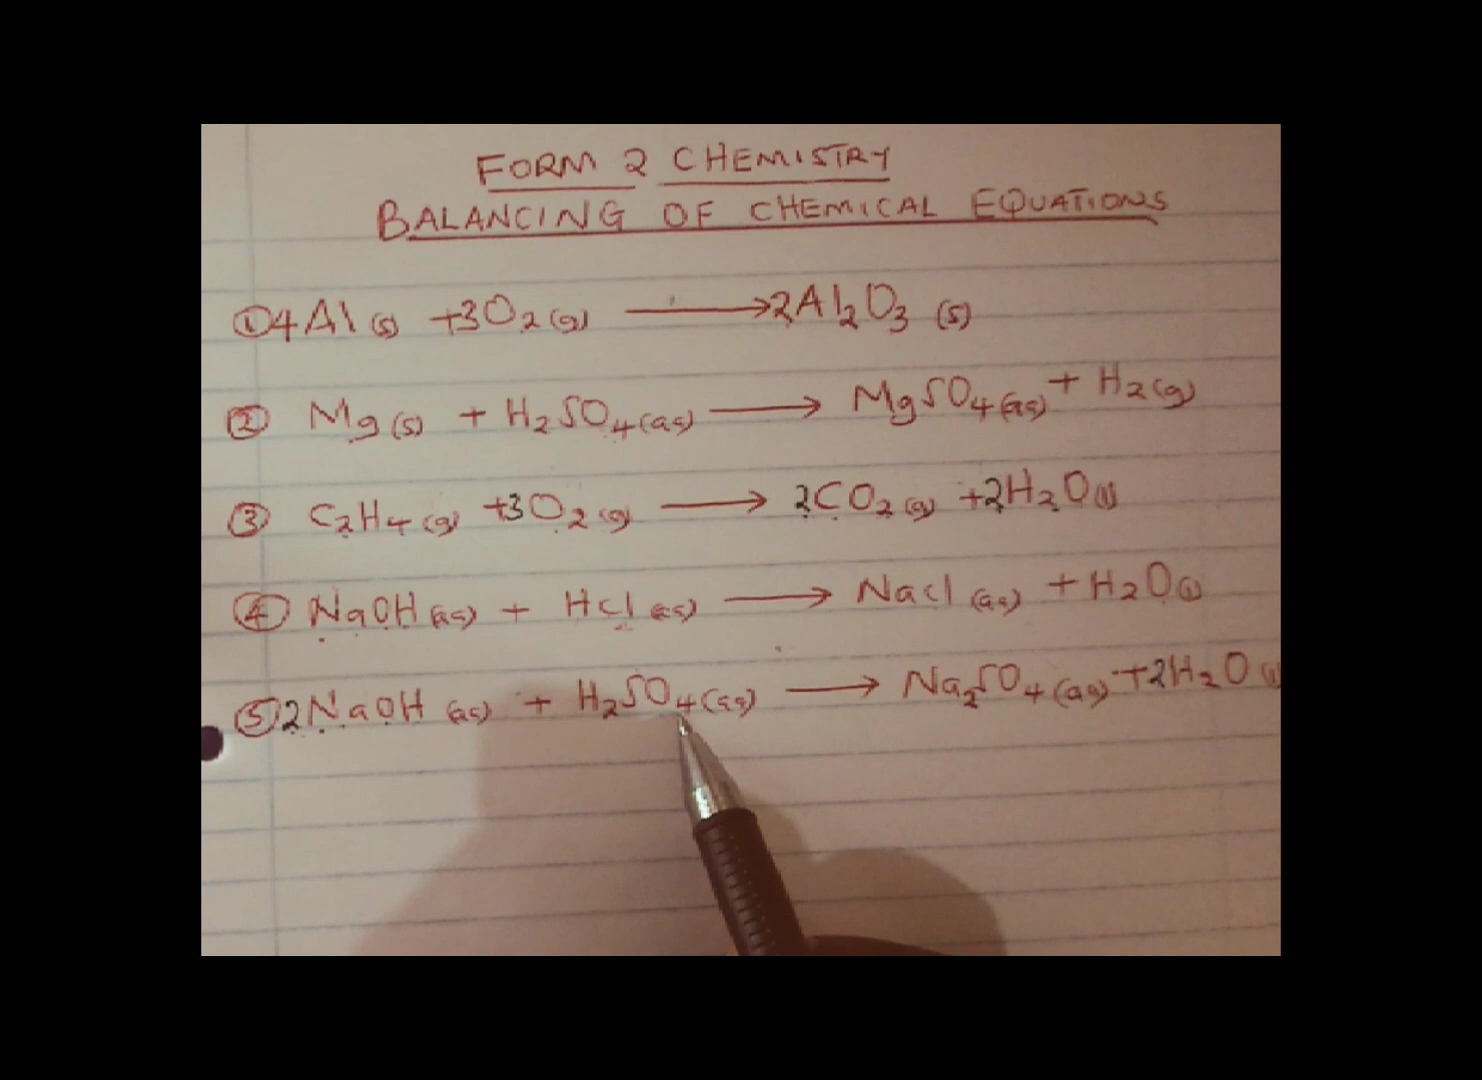 FORM 2 CHEMISTRY
BALANCING OF CHEMICAL EQUATIONS
① 4Al(s) + 3O₂(g) → 2Al₂O₃(s)
② Mg(s) + H₂SO₄(aq) → MgSO₄(aq) + H₂(g)
③ C₂H₄(g) + 3O₂(g) → 2CO₂(g) + 2H₂O(l)
④ NaOH(aq) + HCl(aq) → NaCl(aq) + H₂O(l)
⑤ 2NaOH(aq) + H₂SO₄(aq) → Na₂SO₄(aq) + 2H₂O(l)